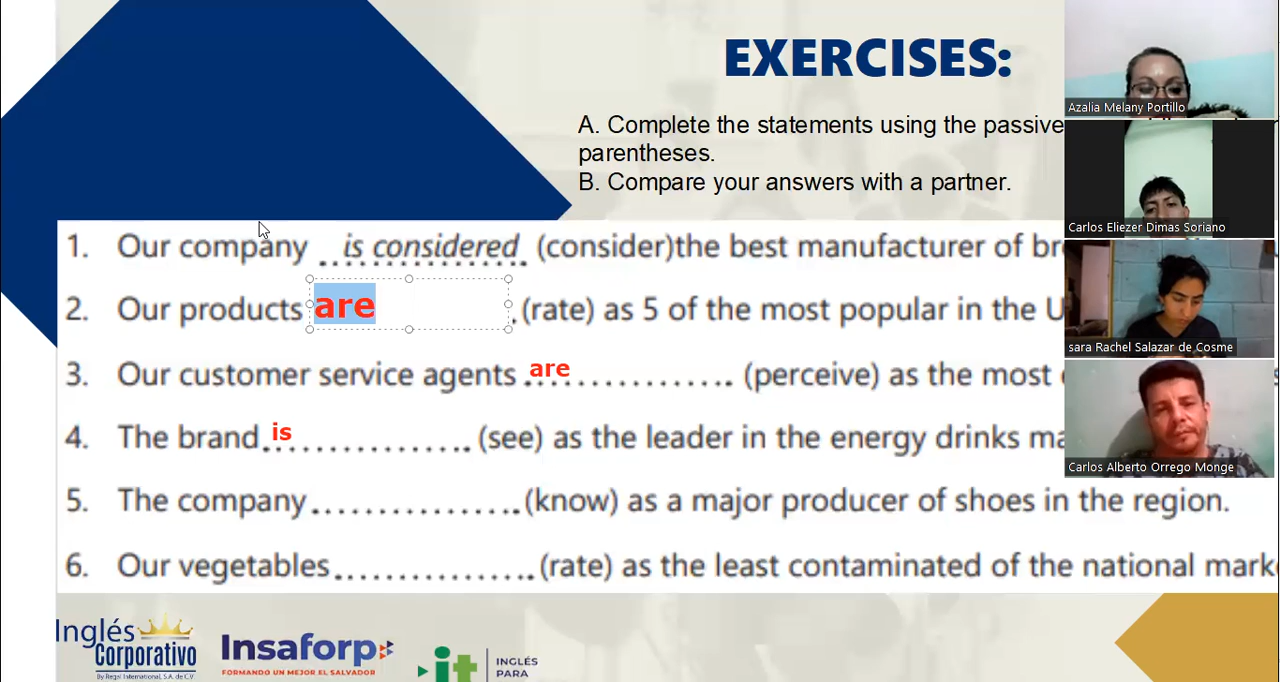 EXERCISES:
A. Complete the statements using the passive
parentheses.
B. Compare your answers with a partner.
1. Our company is considered (consider)the best manufacturer of
2. Our products are (rate) as 5 of the most popular in the
3. Our customer service agents are (perceive) as the most
4. The brand is (see) as the leader in the energy drinks
5. The company (know) as a major producer of shoes in the region.
6. Our vegetables (rate) as the least contaminated of the national
Azalia Melany Portillo
Carlos Eliezer Dimas Soriano
sara Rachel Salazar de Cosme
Carlos Alberto Orrego Monge
Inglés
Corporativo
By Regal International, S.A. de C.V.
Insaforp
FORMANDO UN MEJOR EL SALVADOR
it
INGLÉS
PARA